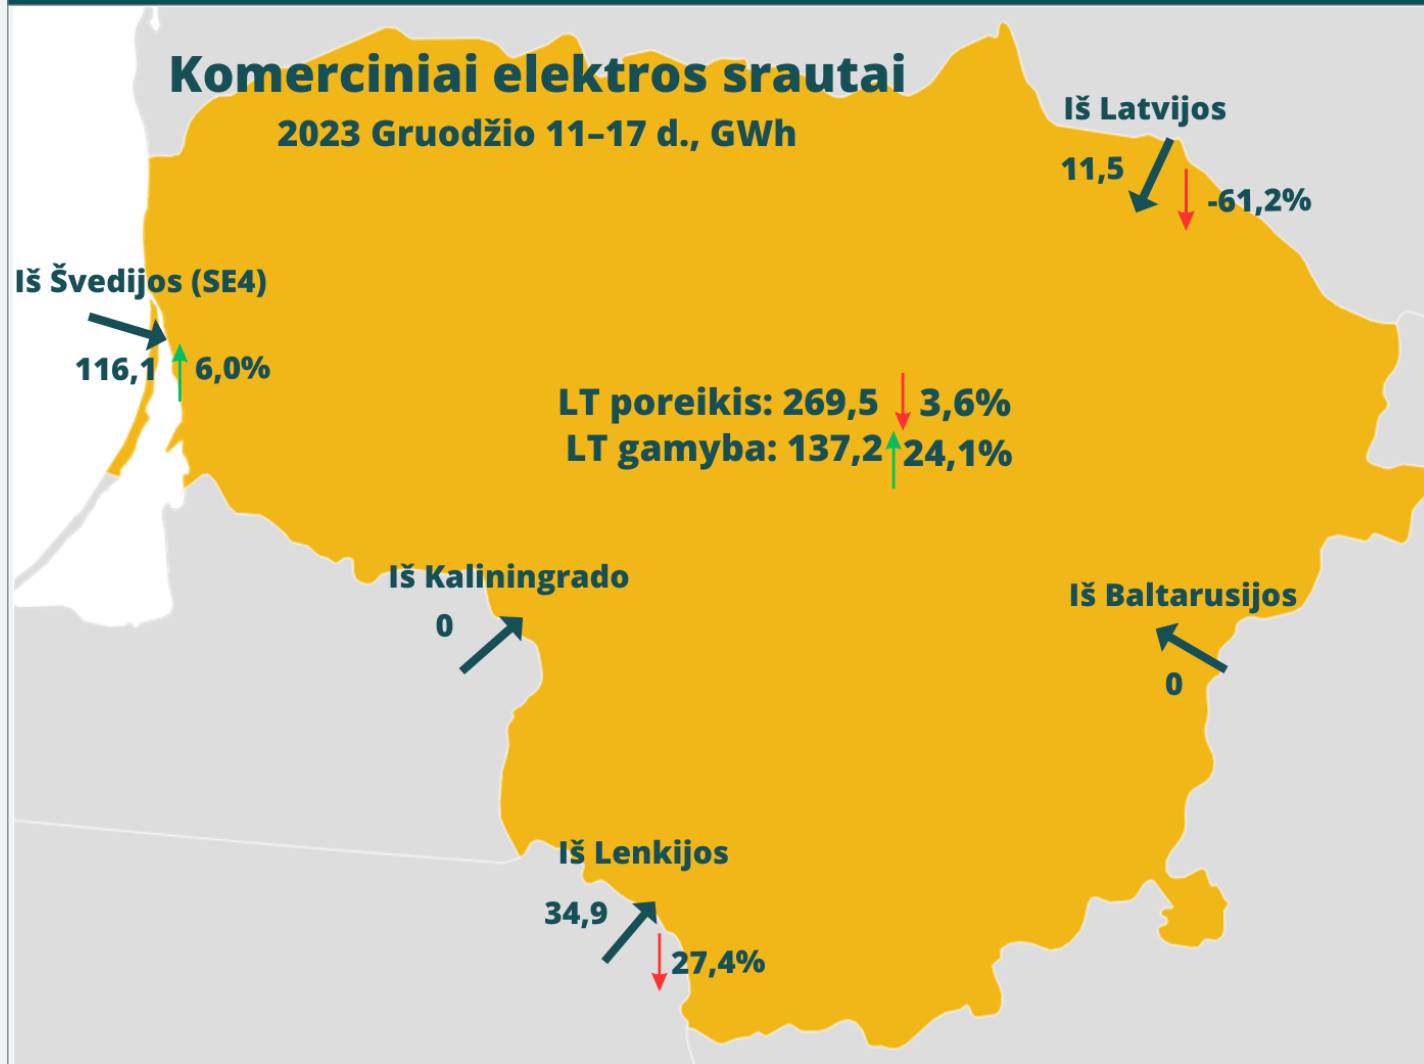 Komerciniai elektros srautai
2023 Gruodžio 11–17 d., GWh
Iš Latvijos
11,5
-61,2%
Iš Švedijos (SE4)
116,1
6,0%
LT poreikis: 269,5 3,6%
LT gamyba: 137,2 24,1%
Iš Kaliningrado
0
Iš Baltarusijos
0
Iš Lenkijos
34,9
27,4%